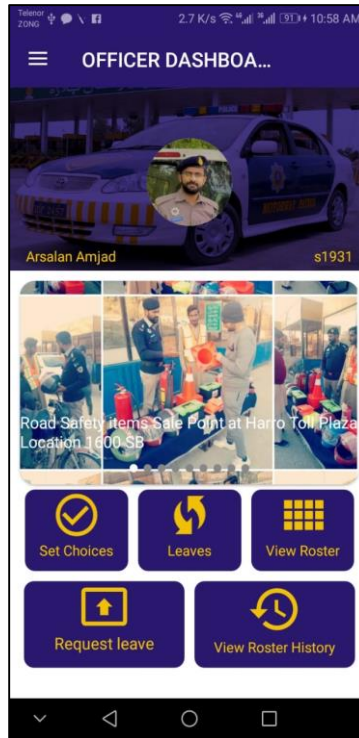 Telenor
ZONG
2.7 K/s
91
10:58 AM
OFFICER DASHBOA...
Arsalan Amjad
s1931
Road Safety items Sale Point at Harro Toll Plaza
Location 1600-SB
Set Choices
Leaves
View Roster
Request leave
View Roster History